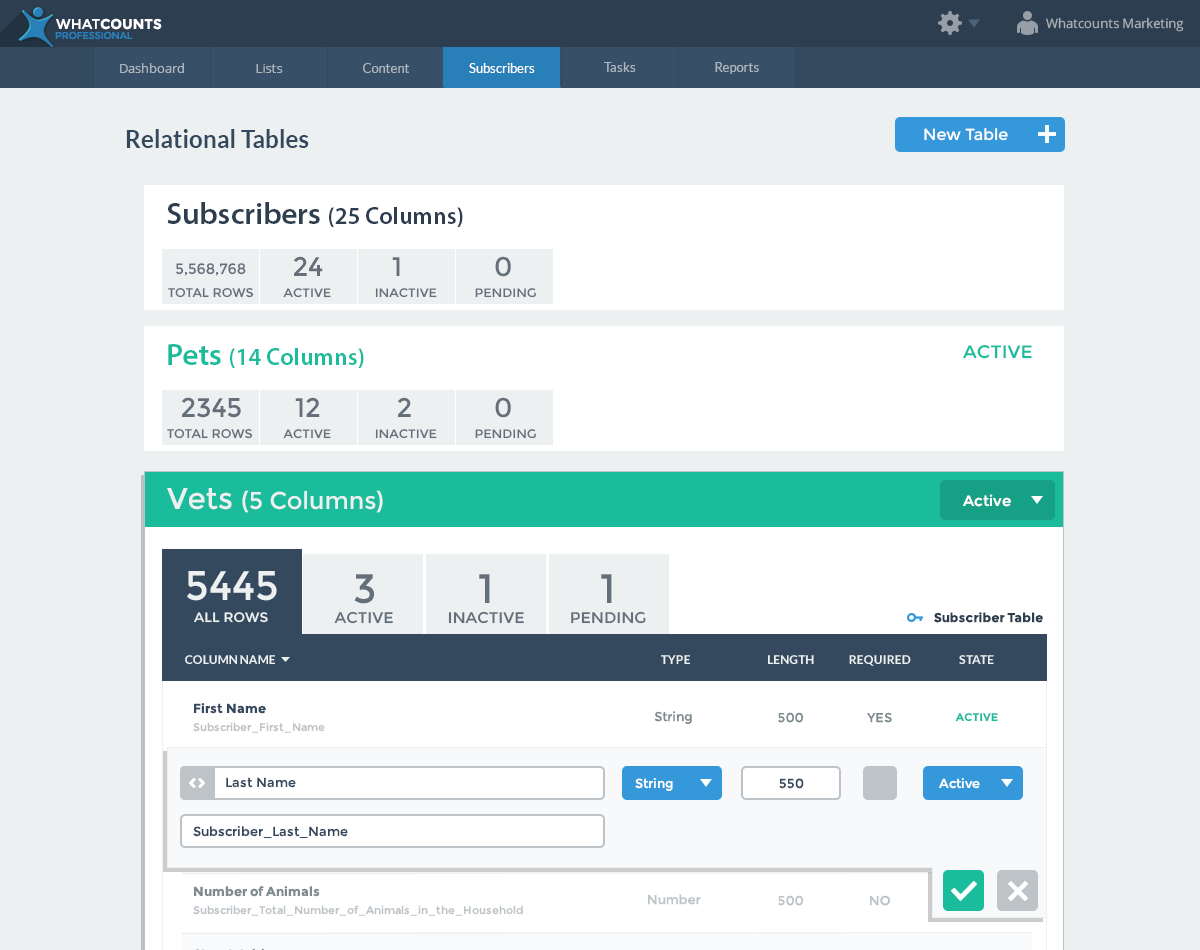 WHATCOUNTS
PROFESSIONAL
Whatcounts Marketing
Dashboard Lists Content Subscribers Tasks Reports
Relational Tables
New Table
Subscribers (25 Columns)
5,568,768 24 1 0
TOTAL ROWS ACTIVE INACTIVE PENDING
Pets (14 Columns) ACTIVE
2345 12 2 0
TOTAL ROWS ACTIVE INACTIVE PENDING
Vets (5 Columns) Active
5445 3 1 1
ALL ROWS ACTIVE INACTIVE PENDING
Subscriber Table
COLUMN NAME TYPE LENGTH REQUIRED STATE
First Name
Subscriber_First_Name
String 500 YES ACTIVE
Last Name String 550 Active
Subscriber_Last_Name
Number of Animals
Subscriber_Total_Number_of_Animals_in_the_Household
Number 500 NO